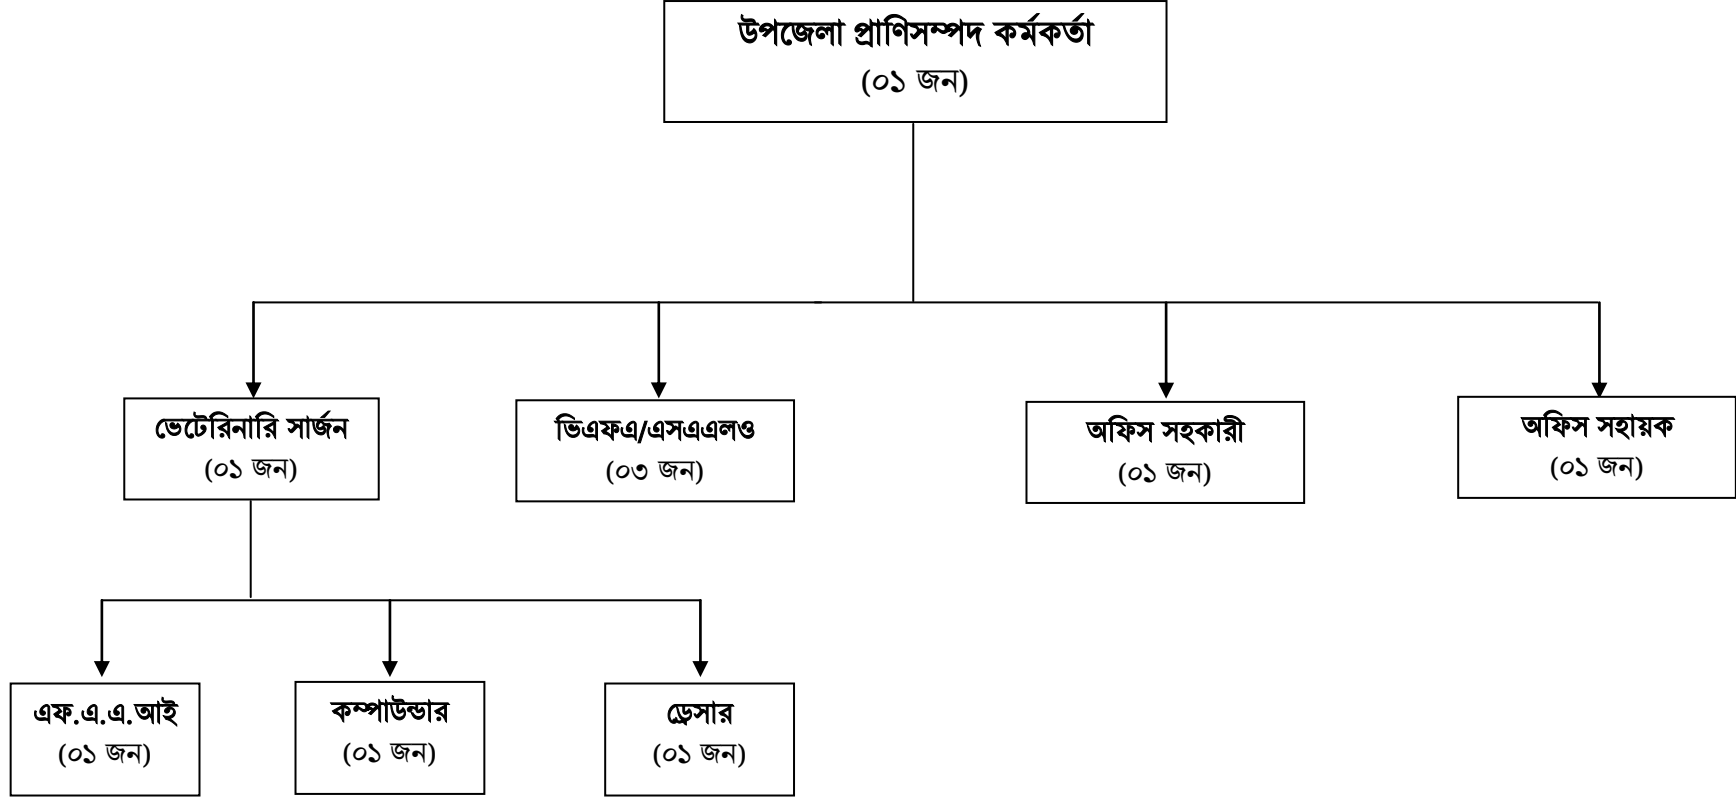 উপজেলা প্রাণিসম্পদ কর্মকর্তা
(০১ জন)
ভেটেরিনারি সার্জন
(০১ জন)
ভিএফএ/এসএএলও
(০৩ জন)
অফিস সহকারী
(০১ জন)
অফিস সহায়ক
(০১ জন)
এফ.এ.এ.আই
(০১ জন)
কম্পাউন্ডার
(০১ জন)
ড্রেসার
(০১ জন)